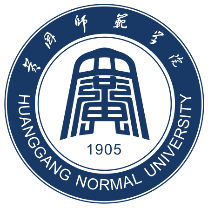 黄冈师范学院
1905
HUANGGANG NORMAL UNIVERSITY